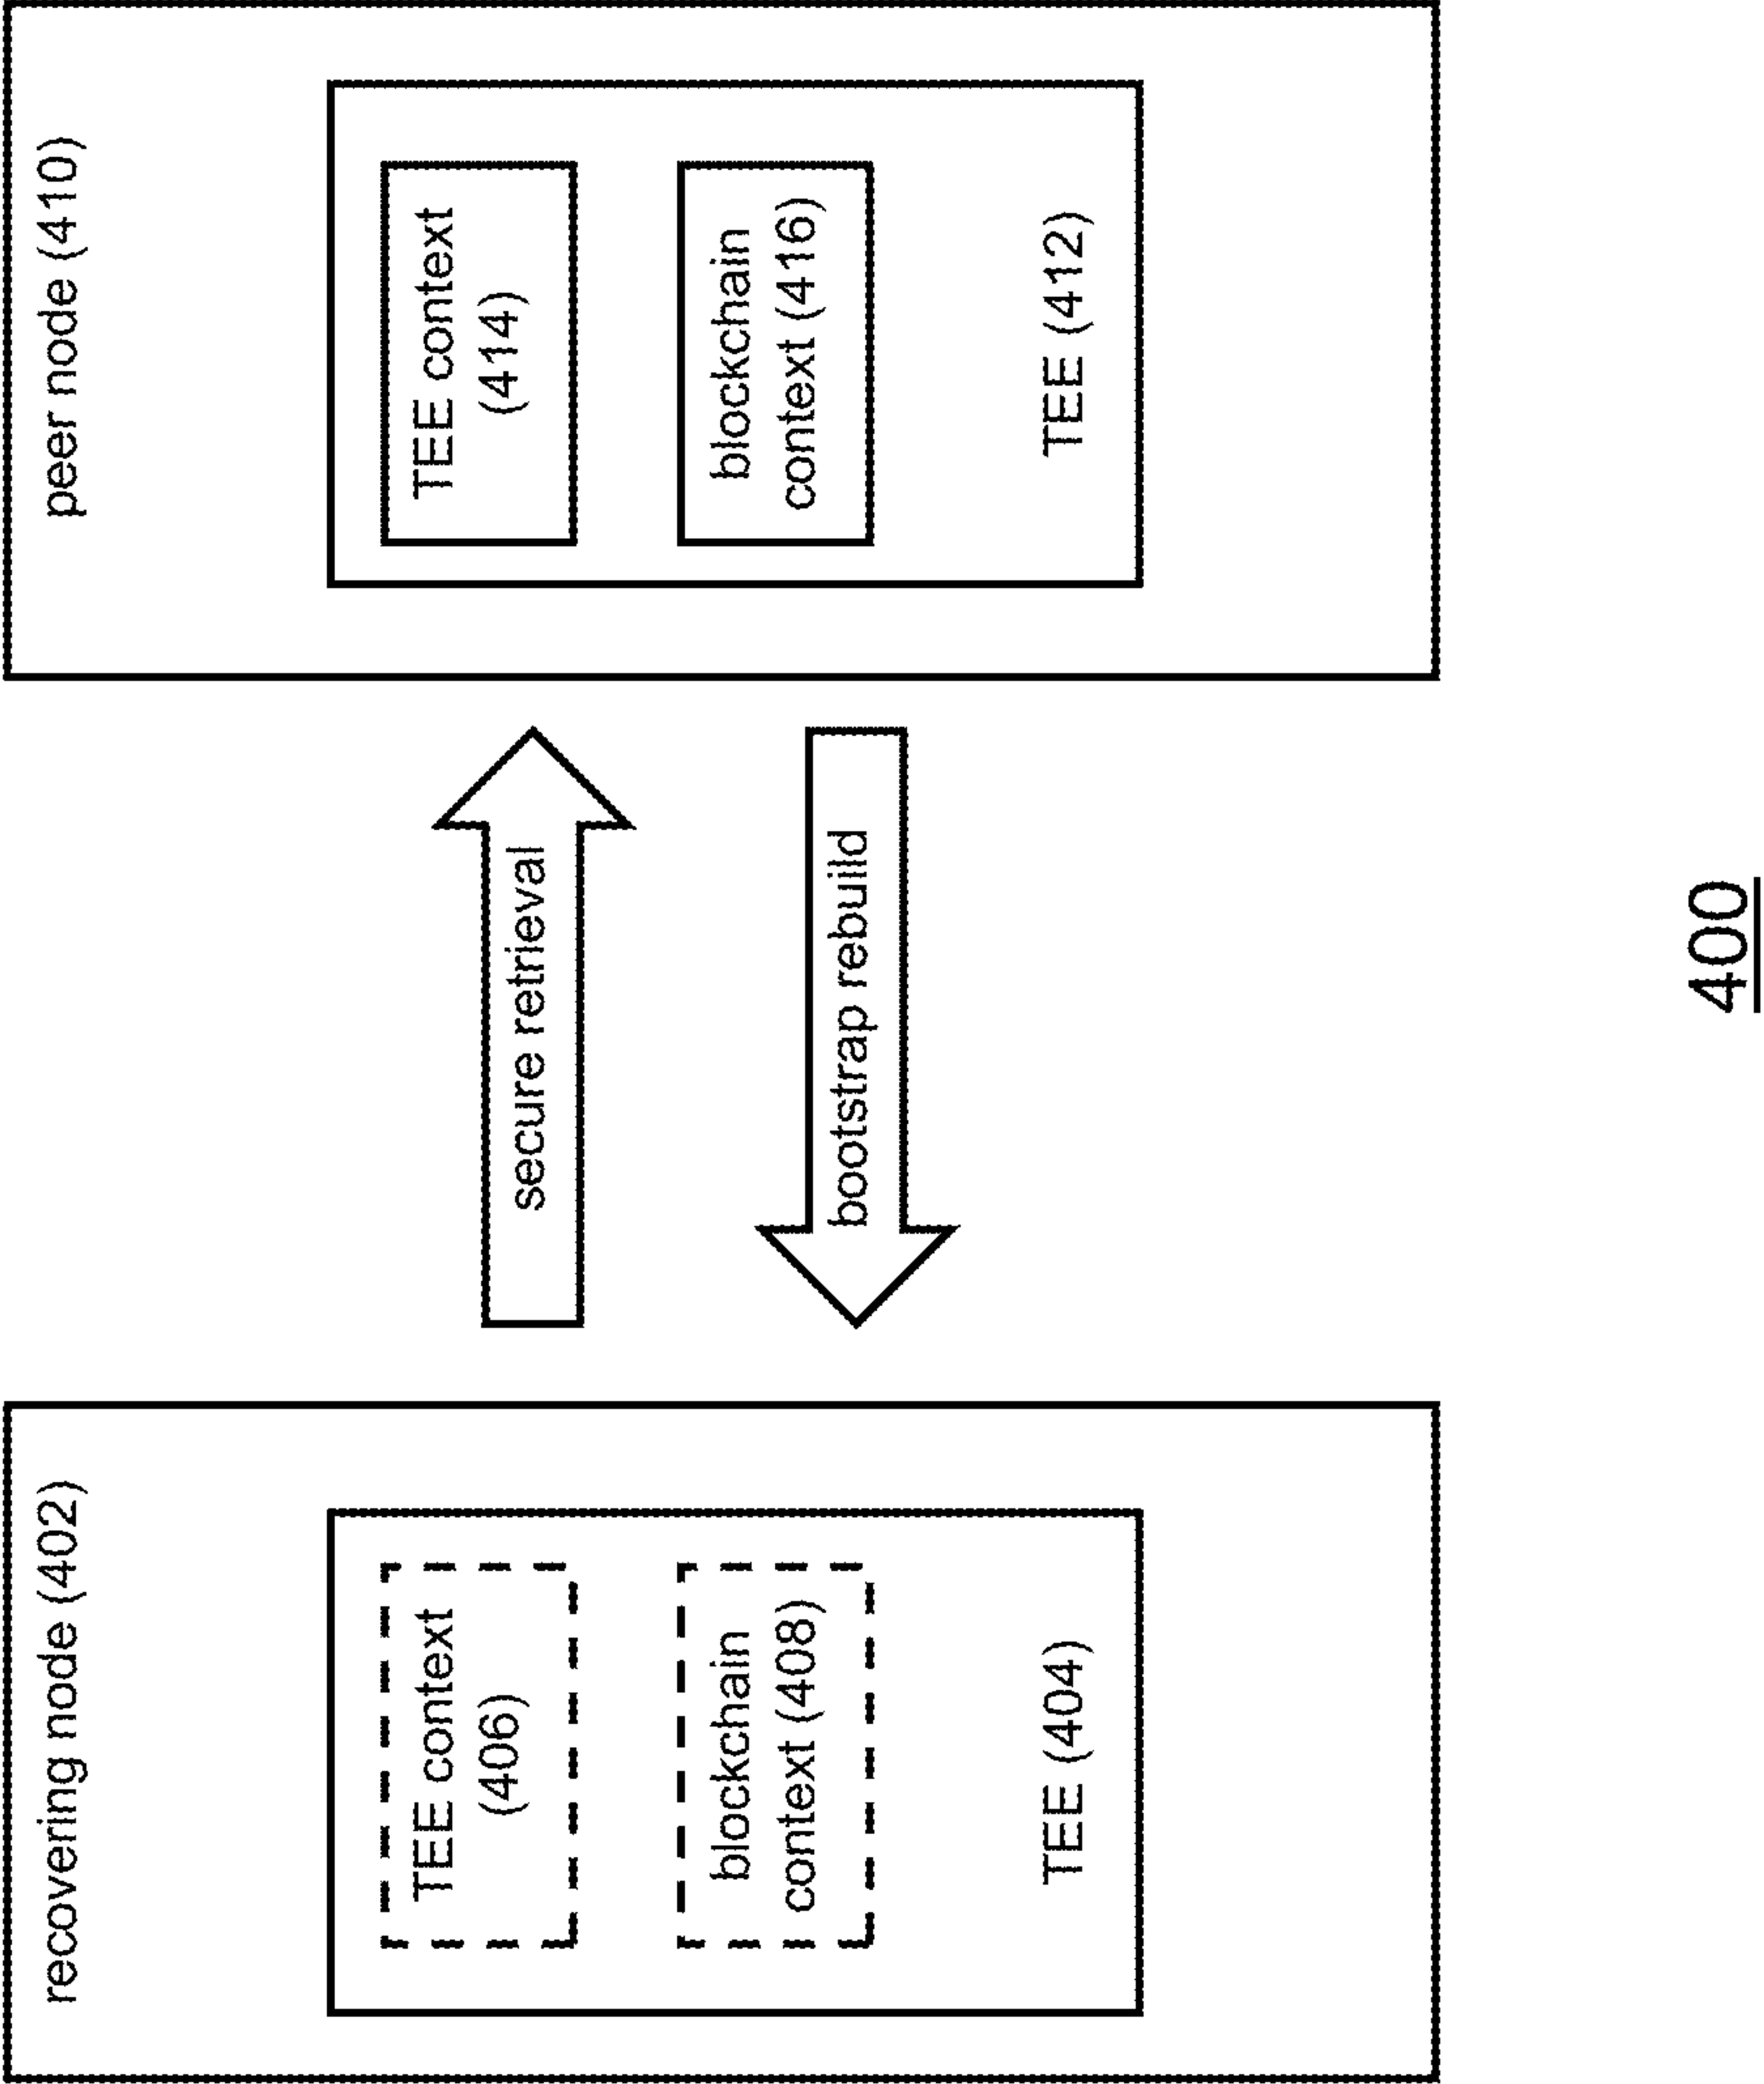 recovering node (402)
TEE context
(406)
blockchain
context (408)
TEE (404)
secure retrieval
bootstrap rebuild
peer node (410)
TEE context
(414)
blockchain
context (416)
TEE (412)
400